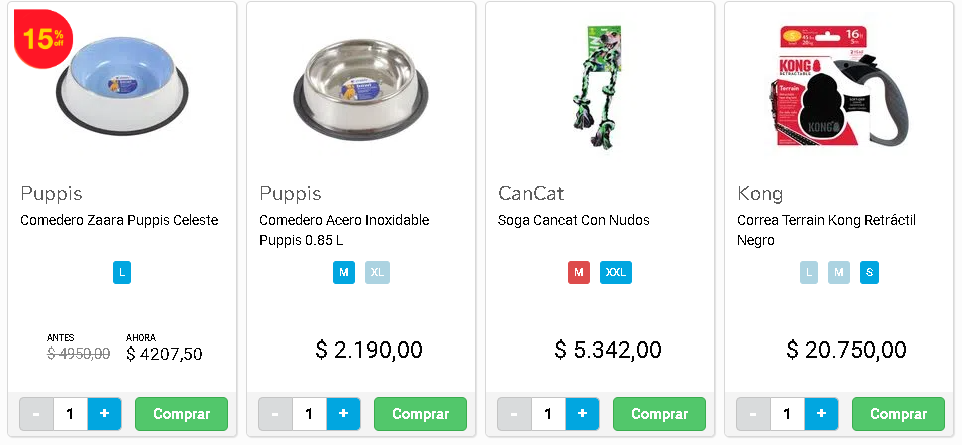 15% off
Puppis
Comedero Zaara Puppis Celeste
L
ANTES AHORA
$ 4950,00 $ 4207,50
- 1 + Comprar
Puppis
Comedero Acero Inoxidable
Puppis 0.85 L
M XL
$ 2.190,00
- 1 + Comprar
CanCat
Soga Cancat Con Nudos
M XXL
$ 5.342,00
- 1 + Comprar
KONG
RETRACTABLE
Terrain
16 ft
5 m
S
KONG
Kong
Correa Terrain Kong Retráctil
Negro
L M S
$ 20.750,00
- 1 + Comprar